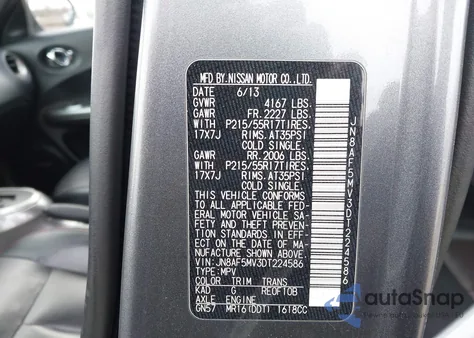 MFD BY NISSAN MOTOR CO., LTD.
DATE 6/13
GVWR 4167 LBS.
GAWR FR. 2227 LBS.
WITH P215/55R17TIRES.
17X7J RIMS. AT35PSI
COLD SINGLE.
GAWR RR. 2006 LBS.
WITH P215/55R17TIRES.
17X7J RIMS. AT35PSI
COLD SINGLE.
THIS VEHICLE CONFORMS
TO ALL APPLICABLE FED-
ERAL MOTOR VEHICLE SA-
FETY AND THEFT PREVEN-
TION STANDARDS IN EFF-
ECT ON THE DATE OF MA-
NUFACTURE SHOWN ABOVE.
VIN:JN8AF5MV3DT224586
TYPE:MPV
COLOR TRIM TRANS
KAD G RE0F10B
AXLE ENGINE
GN57 MR16(DDT) 1618CC
JN8AF5MV3DT224586
autoSnap